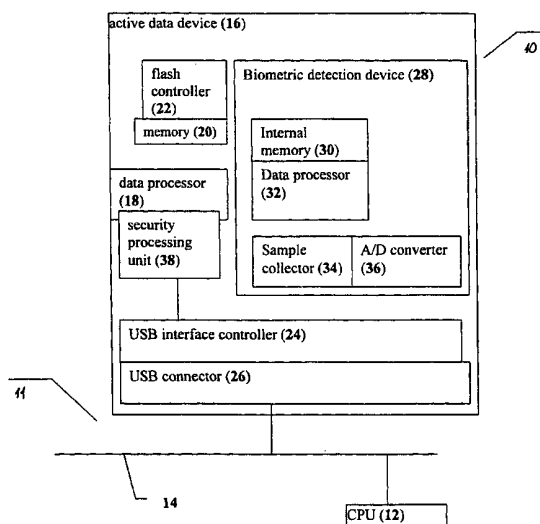 active data device (16)
10
flash
controller
(22)
memory (20)
Biometric detection device (28)
Internal
memory (30)
Data processor
(32)
data processor
(18)
security
processing
unit (38)
Sample
collector (34)
A/D converter
(36)
USB interface controller (24)
USB connector (26)
11
14
CPU (12)